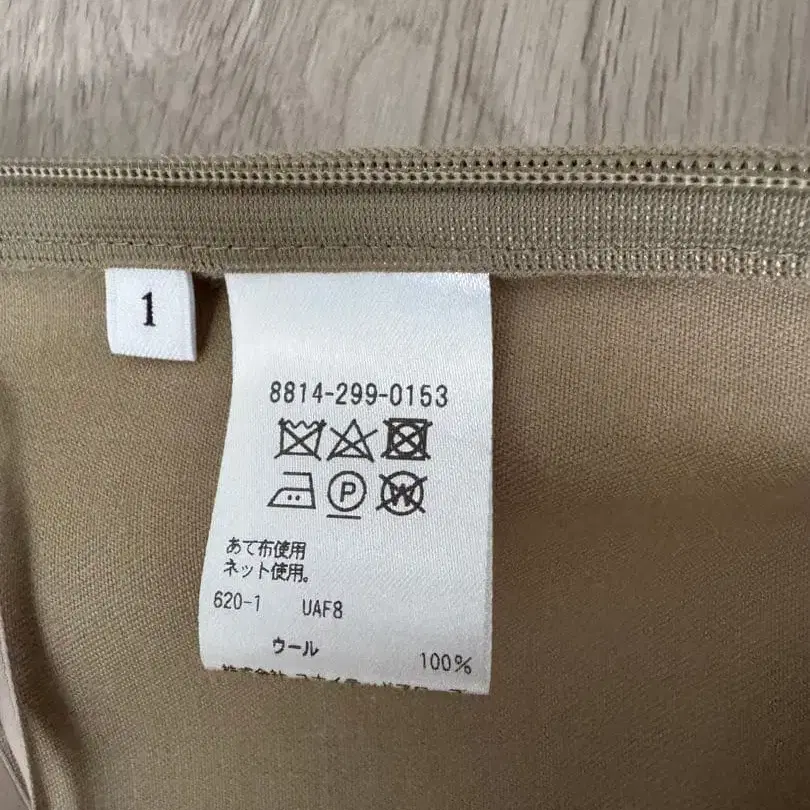 1
8814-299-0153
P
W
あて布使用
ネット使用。
620-1 UAF8
ウール 100%